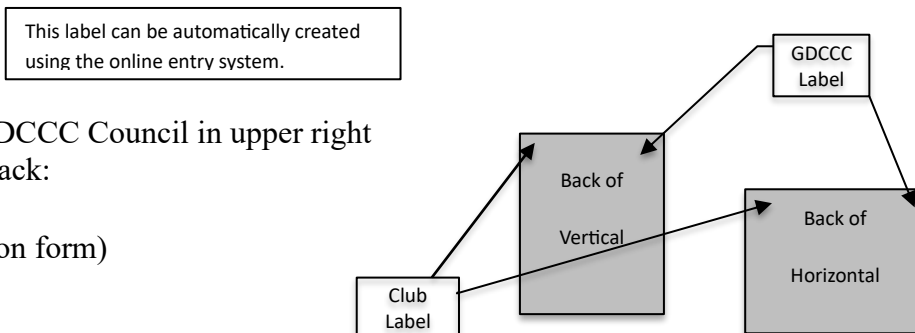 This label can be automatically created
using the online entry system.
GDCCC
Label
DCCC Council in upper right
ack:
on form)
Back of
Vertical
Back of
Horizontal
Club
Label